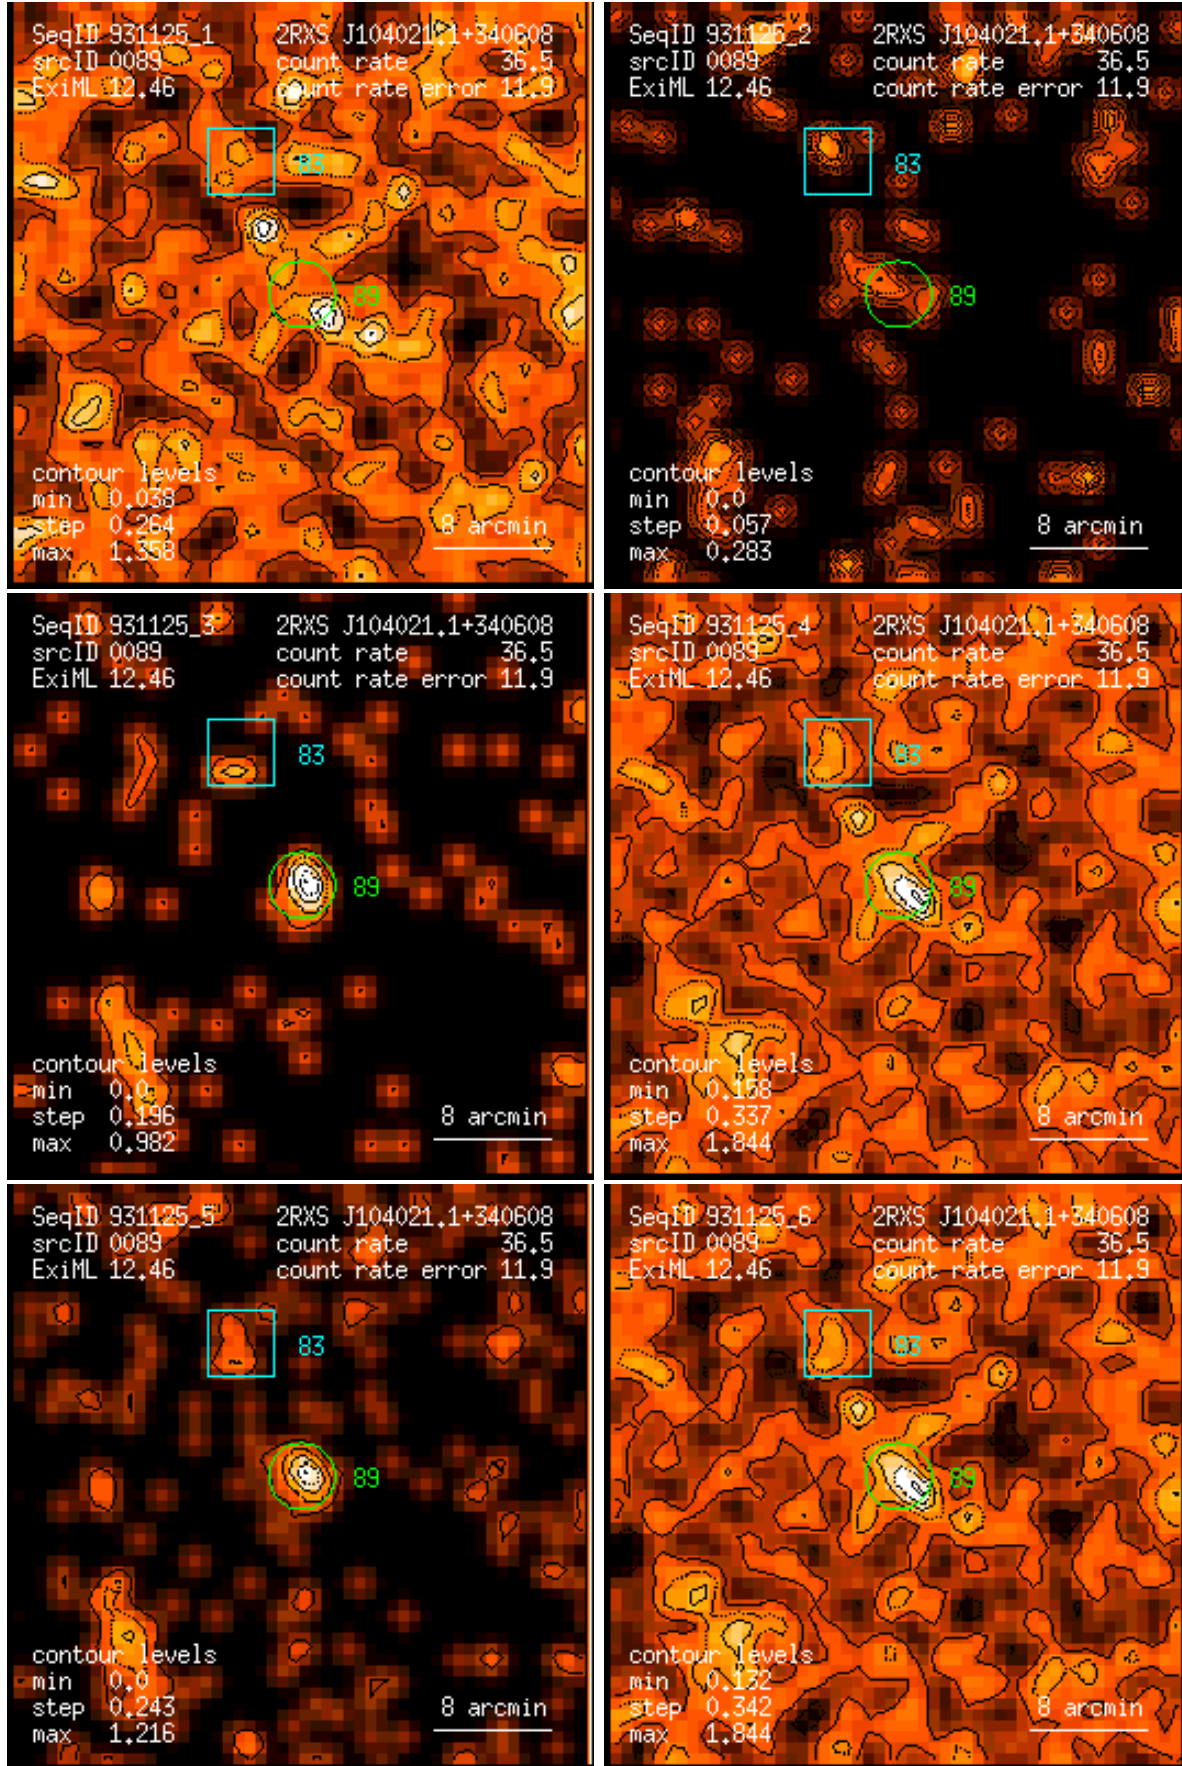 SeqID 931125_1 2RXS J104021.1+340608
srcID 0089 count rate 36.5
ExiML 12.46 count rate error 11.9
83
89
contour levels
min 0.038
step 0.264 8 arcmin
max 1.358
SeqID 931125_2 2RXS J104021.1+340608
srcID 0089 count rate 36.5
ExiML 12.46 count rate error 11.9
83
89
contour levels
min 0.0
step 0.057 8 arcmin
max 0.283
SeqID 931125_3 2RXS J104021.1+340608
srcID 0089 count rate 36.5
ExiML 12.46 count rate error 11.9
83
89
contour levels
min 0.0
step 0.196 8 arcmin
max 0.982
SeqID 931125_4 2RXS J104021.1+340608
srcID 0089 count rate 36.5
ExiML 12.46 count rate error 11.9
83
89
contour levels
min 0.158
step 0.337 8 arcmin
max 1.844
SeqID 931125_5 2RXS J104021.1+340608
srcID 0089 count rate 36.5
ExiML 12.46 count rate error 11.9
83
89
contour levels
min 0.0
step 0.243 8 arcmin
max 1.216
SeqID 931125_6 2RXS J104021.1+340608
srcID 0089 count rate 36.5
ExiML 12.46 count rate error 11.9
83
89
contour levels
min 0.132
step 0.342 8 arcmin
max 1.844